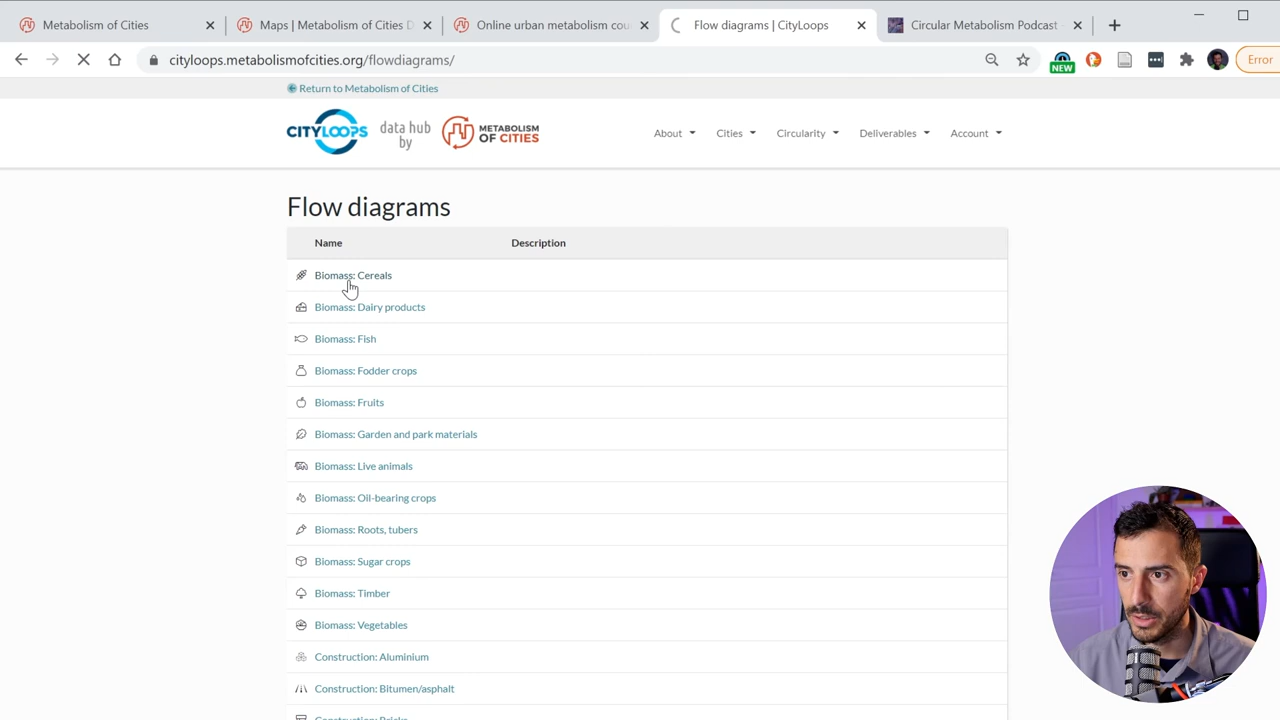 Metabolism of Cities
Maps | Metabolism of Cities D
Online urban metabolism cou
Flow diagrams | CityLoops
Circular Metabolism Podcast
cityloops.metabolismofcities.org/flowdiagrams/
NEW
Error
Return to Metabolism of Cities
CITYLOOPS
data hub
by
METABOLISM
OF CITIES
About
Cities
Circularity
Deliverables
Account
Flow diagrams
Name Description
Biomass: Cereals
Biomass: Dairy products
Biomass: Fish
Biomass: Fodder crops
Biomass: Fruits
Biomass: Garden and park materials
Biomass: Live animals
Biomass: Oil-bearing crops
Biomass: Roots, tubers
Biomass: Sugar crops
Biomass: Timber
Biomass: Vegetables
Construction: Aluminium
Construction: Bitumen/asphalt
Construction: Bricks